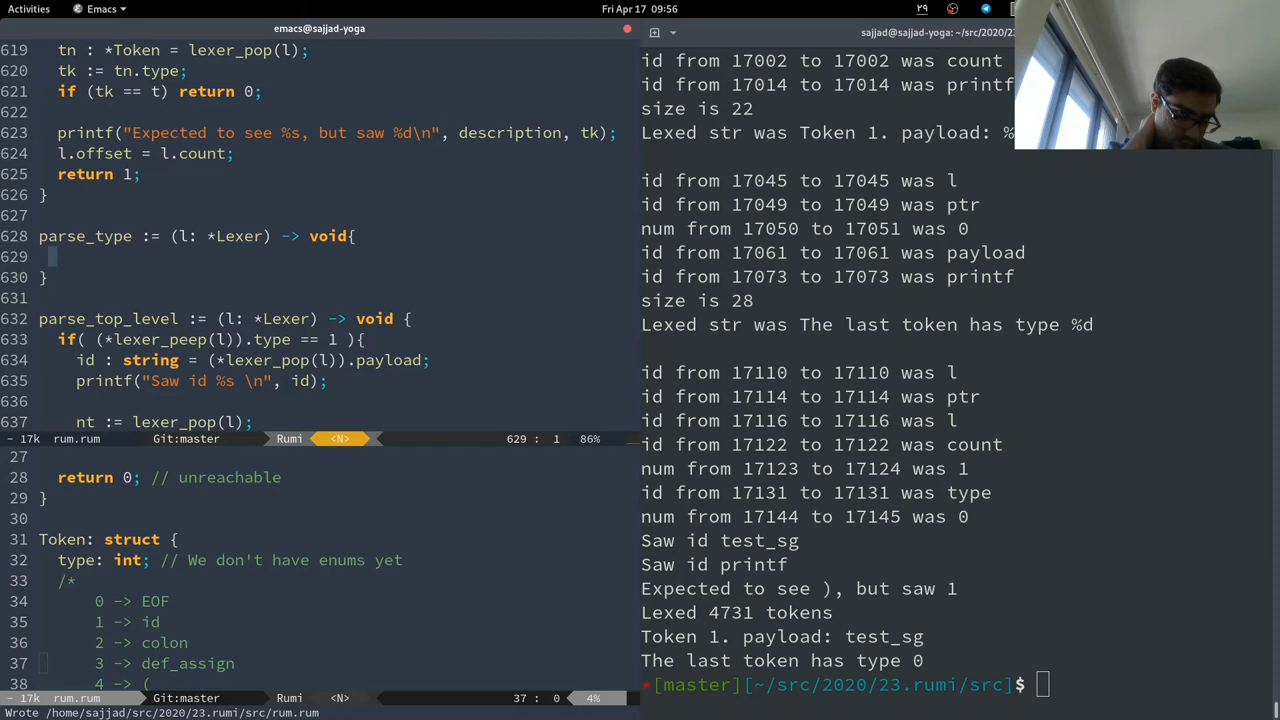 Activities Emacs Fri Apr 17 09:56 ۲۹
emacs@sajjad-yoga
619 tn : *Token = lexer_pop(l);
620 tk := tn.type;
621 if (tk == t) return 0;
622
623 printf("Expected to see %s, but saw %d\n", description, tk);
624 l.offset = l.count;
625 return 1;
626 }
627
628 parse_type := (l: *Lexer) -> void{
629
630 }
631
632 parse_top_level := (l: *Lexer) -> void {
633 if( (*lexer_peep(l)).type == 1 ){
634 id : string = (*lexer_pop(l)).payload;
635 printf("Saw id %s \n", id);
636
637 nt := lexer_pop(l);
- 17k rum.rum Git:master Rumi <N> 629 : 1 86%
27
28 return 0; // unreachable
29 }
30
31 Token: struct {
32 type: int; // We don't have enums yet
33 /*
34 0 -> EOF
35 1 -> id
36 2 -> colon
37 3 -> def_assign
38 4 -> (
- 17k rum.rum Git:master Rumi <N> 37 : 0 4%
Wrote /home/sajjad/src/2020/23.rumi/src/rum.rum
sajjad@sajjad-yoga: ~/src/2020/23.
id from 17002 to 17002 was count
id from 17014 to 17014 was printf
size is 22
Lexed str was Token 1. payload: %
id from 17045 to 17045 was l
id from 17049 to 17049 was ptr
num from 17050 to 17051 was 0
id from 17061 to 17061 was payload
id from 17073 to 17073 was printf
size is 28
Lexed str was The last token has type %d
id from 17110 to 17110 was l
id from 17114 to 17114 was ptr
id from 17116 to 17116 was l
id from 17122 to 17122 was count
num from 17123 to 17124 was 1
id from 17131 to 17131 was type
num from 17144 to 17145 was 0
Saw id test_sg
Saw id printf
Expected to see ), but saw 1
Lexed 4731 tokens
Token 1. payload: test_sg
The last token has type 0
*[master][~/src/2020/23.rumi/src]$